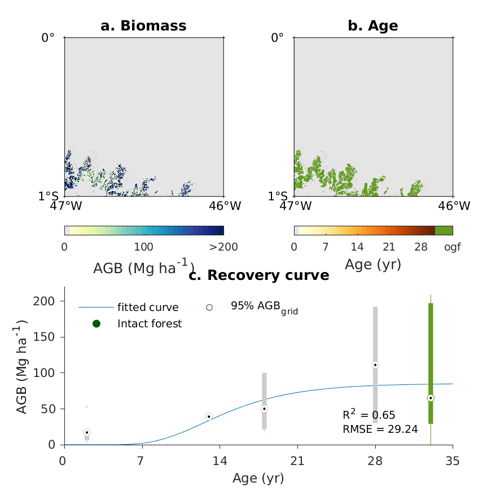 a. Biomass
b. Age
0°
0°
1°S
47°W
46°W
47°W
46°W
0
100
>200
0
7
14
21
28
ogf
AGB (Mg ha-1)
Age (yr)
c. Recovery curve
fitted curve
95% AGBgrid
Intact forest
200
150
100
50
0
AGB (Mg ha-1)
R2 = 0.65
RMSE = 29.24
0
7
14
21
28
35
Age (yr)